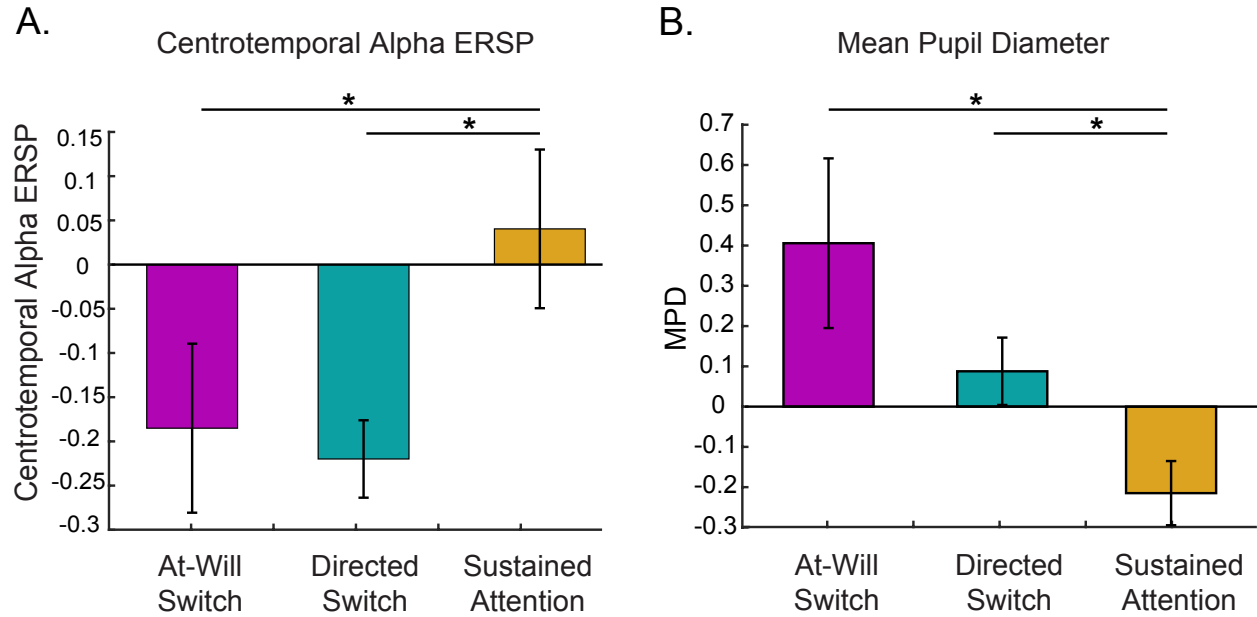 A.
Centrotemporal Alpha ERSP
*
*
0.15
0.1
0.05
0
-0.05
-0.1
-0.15
-0.2
-0.25
-0.3
Centrotemporal Alpha ERSP
At-Will
Switch
Directed
Switch
Sustained
Attention
B.
Mean Pupil Diameter
*
*
0.7
0.6
0.5
0.4
0.3
0.2
0.1
0
-0.1
-0.2
-0.3
MPD
At-Will
Switch
Directed
Switch
Sustained
Attention